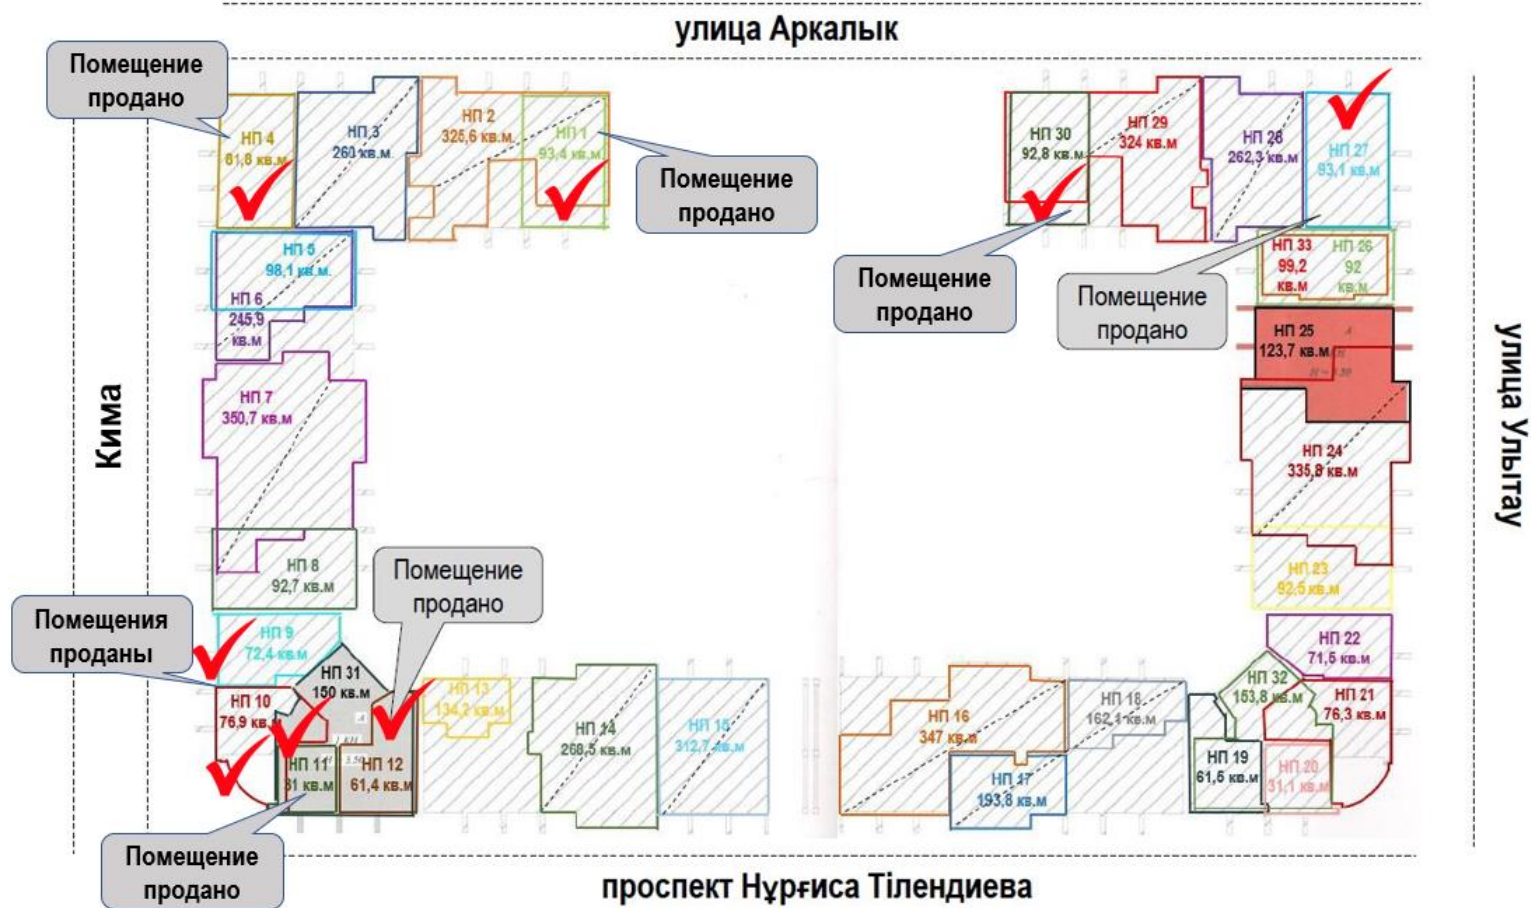 улица Аркалык
Помещение
продано
НП 4
81,8 кв.м
НП 3
260 кв.м
НП 2
325,6 кв.м.
НП 1
93,4 кв.м
Помещение
продано
НП 30
92,8 кв.м
НП 29
324 кв.м
НП 28
262,3 кв.м
НП 27
93,1 кв.м
Помещение
продано
Помещение
продано
НП 5
98,1 кв.м.
НП 6
245,9
кв.м
НП 33
99,2
кв.м
НП 26
92
кв.м
НП 25
123,7 кв.м
А
Кима
НП 7
350,7 кв.м
НП 24
335,8 кв.м
улица Улытау
НП 8
92,7 кв.м
Помещение
продано
НП 23
92,5 кв.м
Помещения
проданы
НП 9
72,4 кв.м
НП 31
150 кв.м
А
НП 10
76,9 кв.м
НП 11
31 кв.м
3.50
НП 12
61,4 кв.м
НП 13
134,2 кв.м
НП 14
268,5 кв.м
НП 15
312,7 кв.м
НП 16
347 кв.м
НП 17
193,8 кв.м
НП 18
162,1 кв.м
НП 22
71,5 кв.м
НП 32
153,8 кв.м
НП 21
76,3 кв.м
НП 19
61,5 кв.м
НП 20
31,1 кв.м
Помещение
продано
проспект Нұрғиса Тілендиева